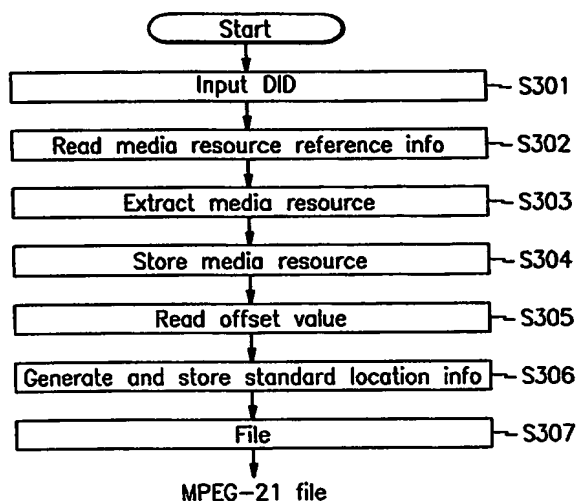 Start
Input DID S301
Read media resource reference info S302
Extract media resource S303
Store media resource S304
Read offset value S305
Generate and store standard location info S306
File S307
MPEG-21 file